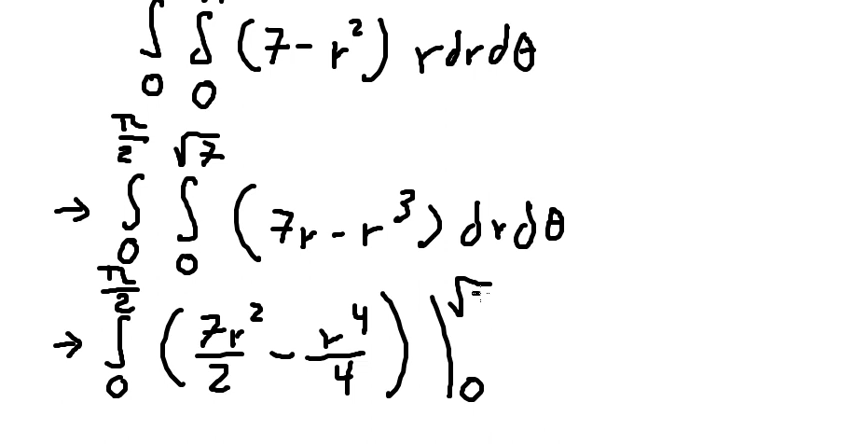 ∫₀ ∫₀ (7 - r²) r dr dθ
→ ∫₀^(π/2) ∫₀^(√7) (7r - r³) dr dθ
→ ∫₀^(π/2) (7r²/2 - r⁴/4) |₀^√